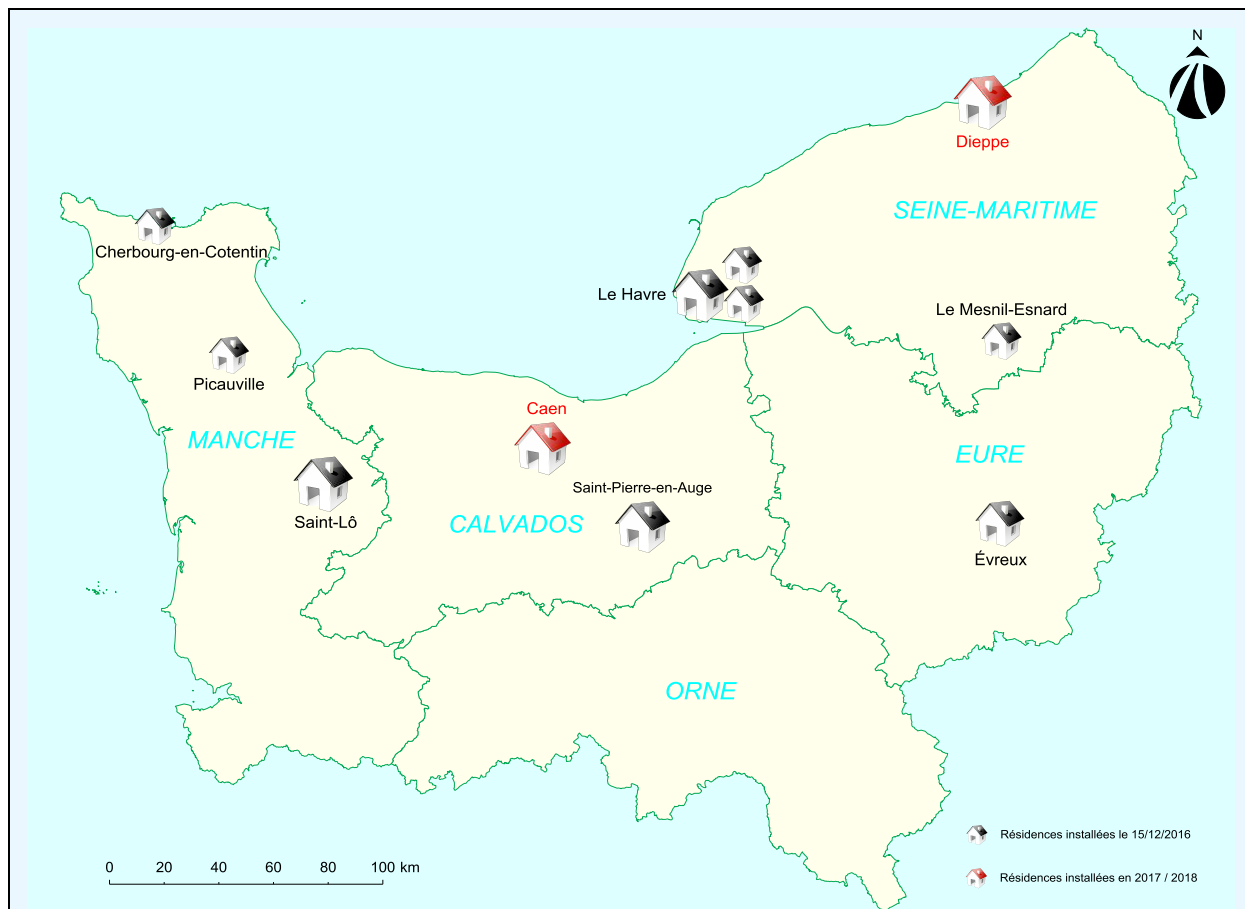 N
Dieppe
SEINE-MARITIME
Cherbourg-en-Cotentin
Le Havre
Le Mesnil-Esnard
Picauville
Caen
MANCHE
EURE
Saint-Pierre-en-Auge
Saint-Lô
CALVADOS
Évreux
ORNE
Résidences installées le 15/12/2016
0 20 40 60 80 100 km
Résidences installées en 2017 / 2018